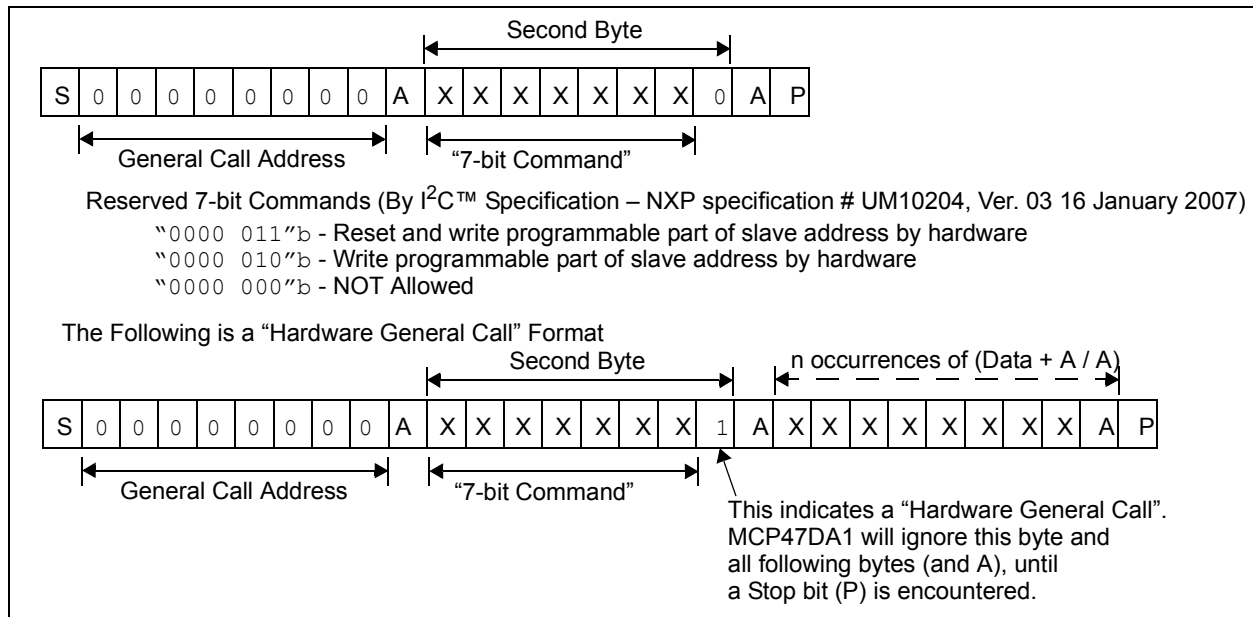 Second Byte
S 0 0 0 0 0 0 0 0 A X X X X X X X 0 A P
General Call Address "7-bit Command"
Reserved 7-bit Commands (By I²C™ Specification – NXP specification # UM10204, Ver. 03 16 January 2007)
"0000 011"b - Reset and write programmable part of slave address by hardware
"0000 010"b - Write programmable part of slave address by hardware
"0000 000"b - NOT Allowed
The Following is a "Hardware General Call" Format
Second Byte n occurrences of (Data + A / A)
S 0 0 0 0 0 0 0 0 A X X X X X X X 1 A X X X X X X X X A P
General Call Address "7-bit Command"
This indicates a "Hardware General Call".
MCP47DA1 will ignore this byte and
all following bytes (and A), until
a Stop bit (P) is encountered.